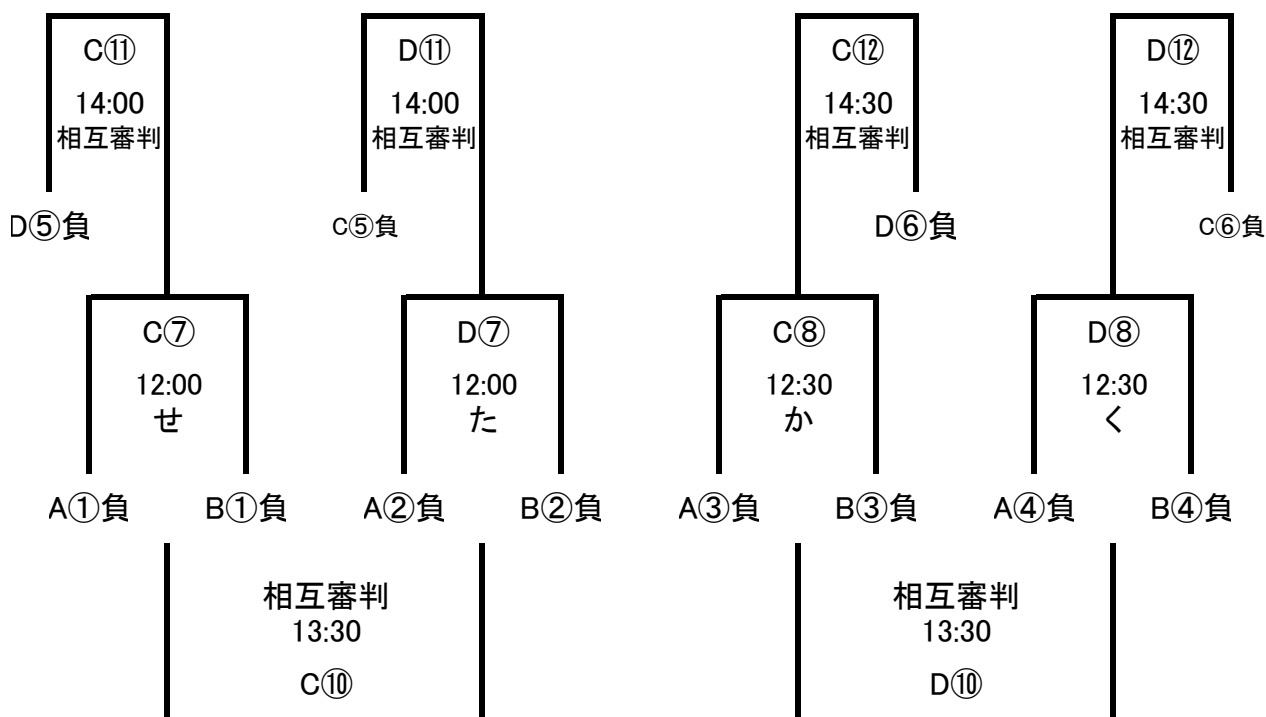 C⑪ D⑪ C⑫ D⑫
14:00 14:00 14:30 14:30
相互審判 相互審判 相互審判 相互審判
D⑤負 C⑤負 D⑥負 C⑥負
C⑦ D⑦ C⑧ D⑧
12:00 12:00 12:30 12:30
せ た か く
A①負 B①負 A②負 B②負 A③負 B③負 A④負 B④負
相互審判 相互審判
13:30 13:30
C⑩ D⑩